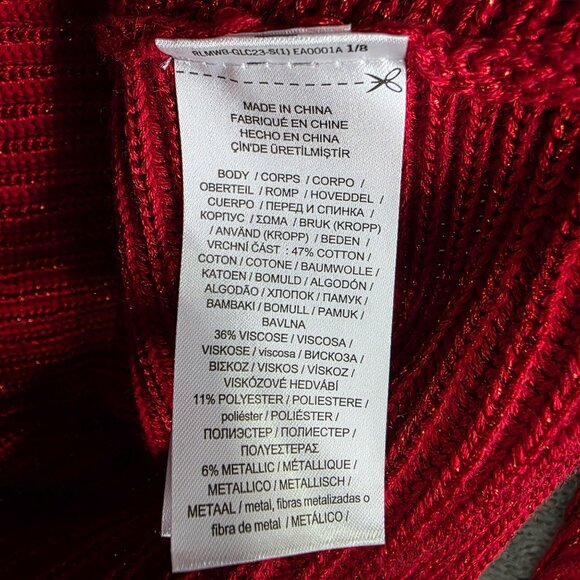 RLMWB-GLC23-S(1) EA0001A 1/8
MADE IN CHINA
FABRIQUÉ EN CHINE
HECHO EN CHINA
ÇİN'DE ÜRETİLMİŞTİR
BODY / CORPS / CORPO /
OBERTEIL / ROMP / HOVEDDEL /
CUERPO / ПЕРЕД И СПИНКА /
КОРПУС / ΣΩΜΑ / BRUK (KROPP)
/ ANVÄND (KROPP) / BEDEN /
VRCHNÍ ČÁST : 47% COTTON /
COTON / COTONE / BAUMWOLLE /
KATOEN / BOMULD / ALGODÓN /
ALGODÃO / ХЛОПОК / ПАМУК /
BAMBAKI / BOMULL / PAMUK /
BAVLNA
36% VISCOSE / VISCOSA /
VISKOSE / viscosa / ВИСКОЗА /
ΒΙΣΚΟΖ / VISKOS / VİSKOZ /
VISKÓZOVÉ HEDVÁBÍ
11% POLYESTER / POLIESTERE /
poliéster / POLIÉSTER /
ПОЛИЭСТЕР / ПОЛИЕСТЕР /
ΠΟΛΥΕΣΤΕΡΑΣ
6% METALLIC / MÉTALLIQUE /
METALLICO / METALLISCH /
METAAL / metal, fibras metalizadas o
fibra de metal / METÁLICO /